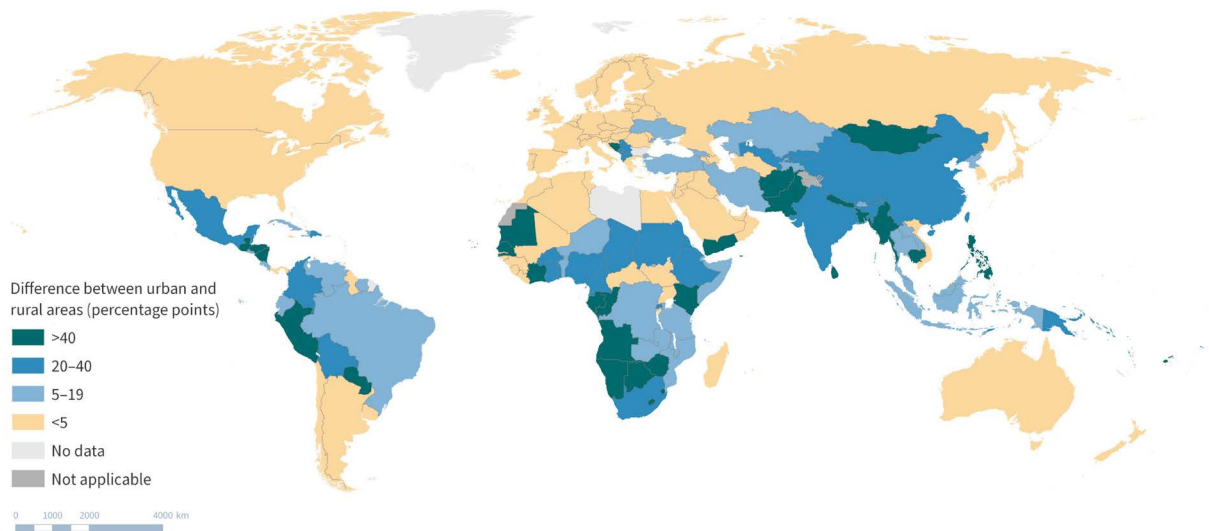 Difference between urban and
rural areas (percentage points)
>40
20–40
5–19
<5
No data
Not applicable
0 1000 2000 4000 km